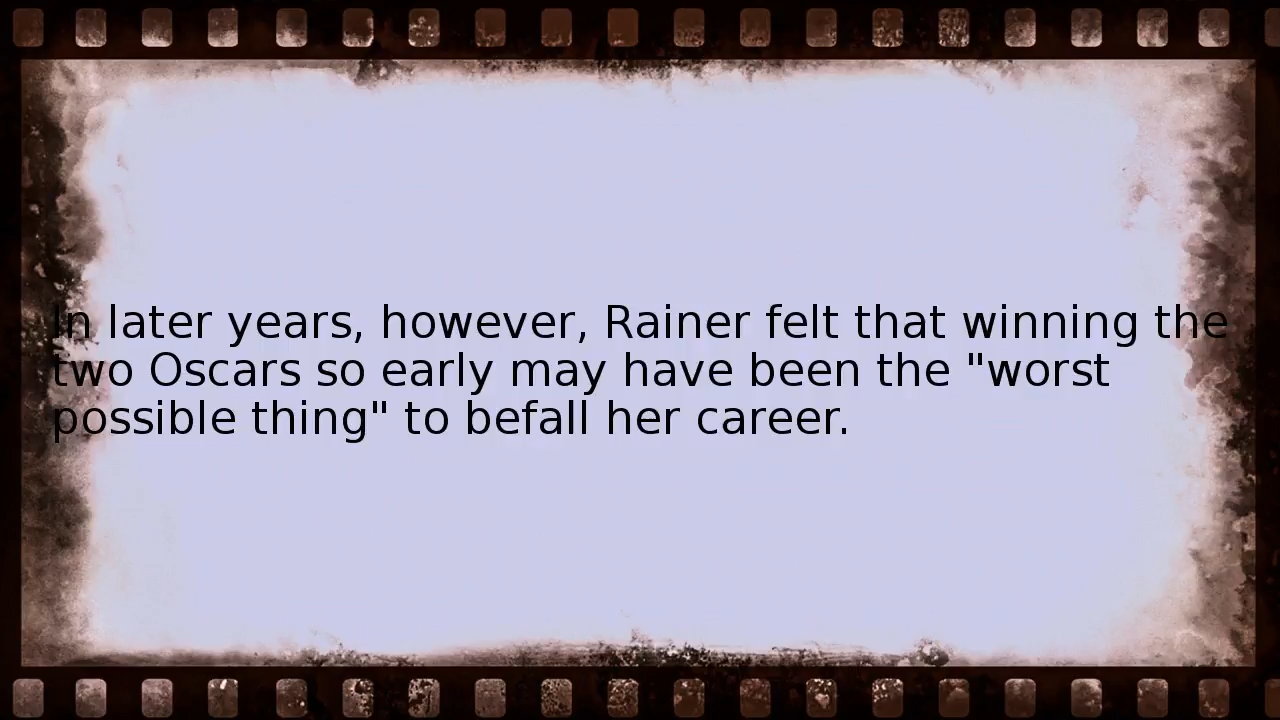 In later years, however, Rainer felt that winning the
two Oscars so early may have been the "worst
possible thing" to befall her career.